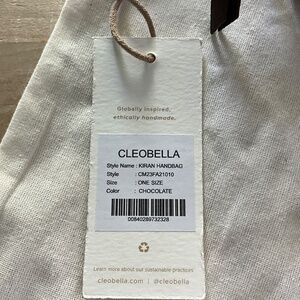 Globally inspired,
ethically handmade.
CLEOBELLA
Style Name : KIRAN HANDBAG
Style : CM23FA21010
Size : ONE SIZE
Color : CHOCOLATE
00840289732328
Learn more about our sustainable practices
cleobella.com | @cleobella